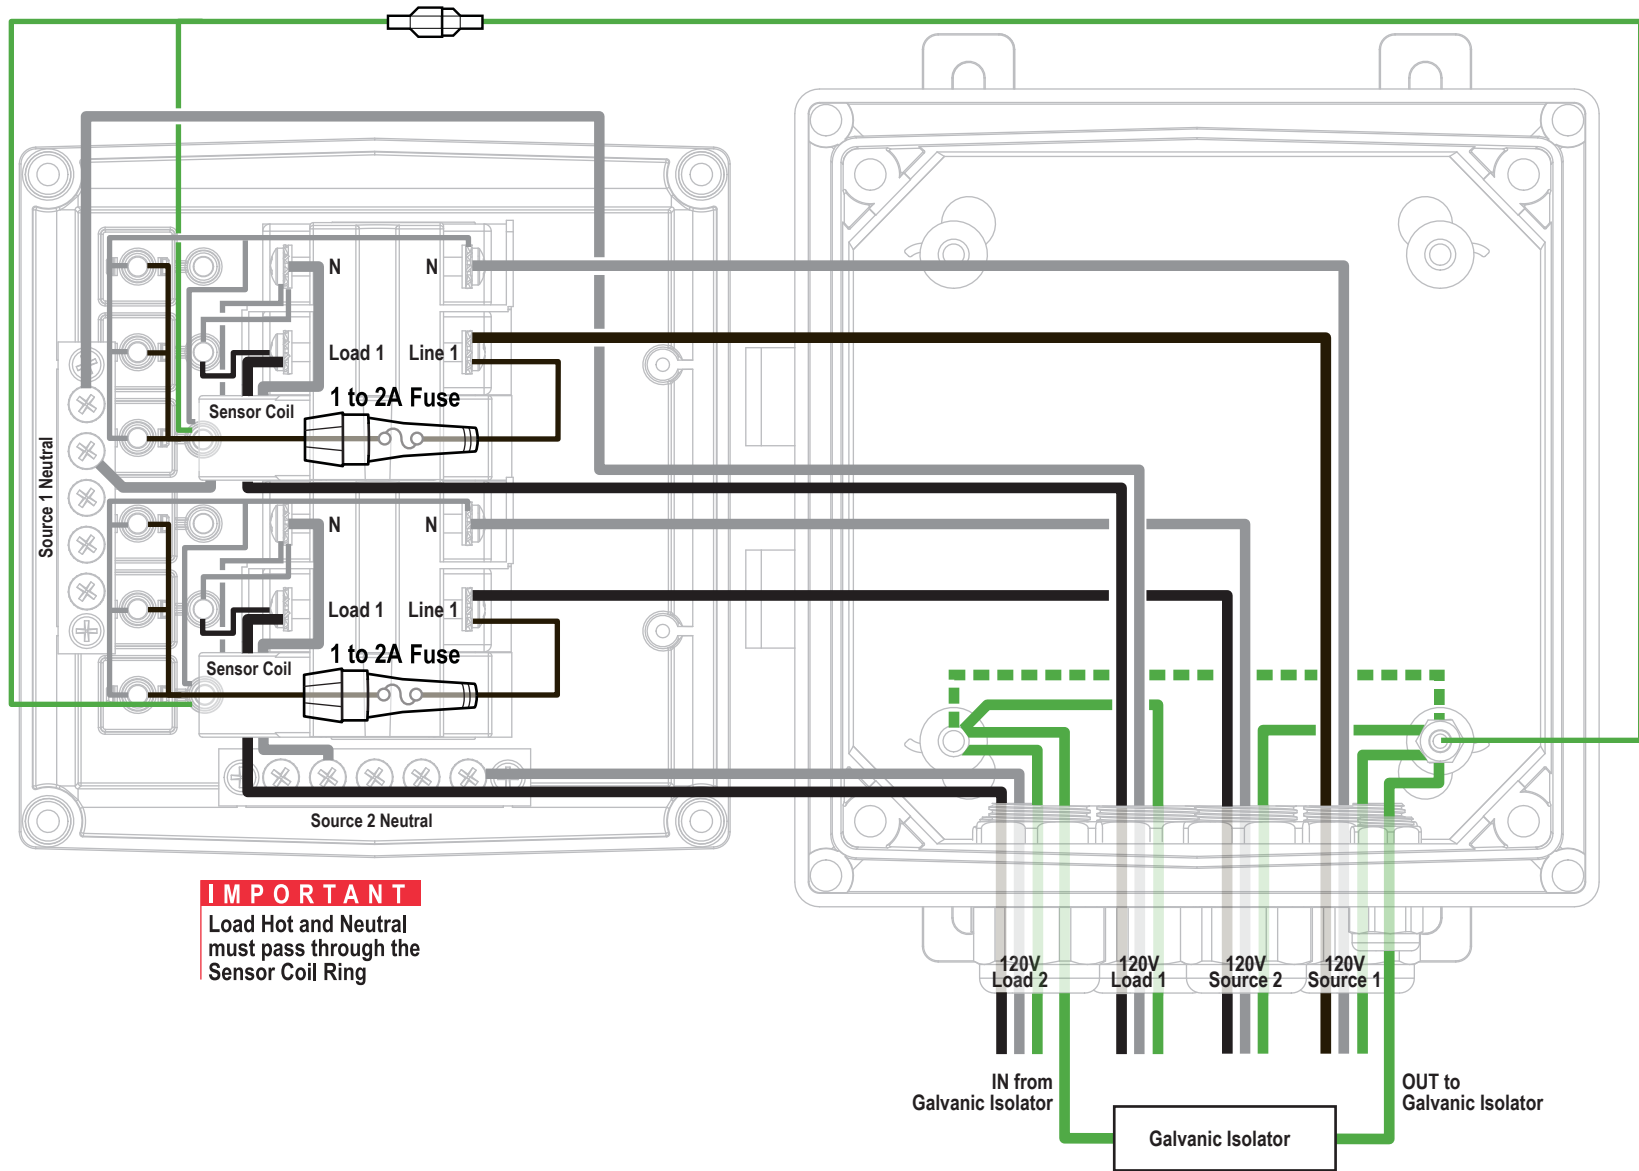 N
N
Load 1
Line 1
1 to 2A Fuse
Sensor Coil
Source 1 Neutral
N
N
Load 1
Line 1
1 to 2A Fuse
Sensor Coil
Source 2 Neutral
IMPORTANT
Load Hot and Neutral
must pass through the
Sensor Coil Ring
120V
Load 2
120V
Load 1
120V
Source 2
120V
Source 1
IN from
Galvanic Isolator
OUT to
Galvanic Isolator
Galvanic Isolator